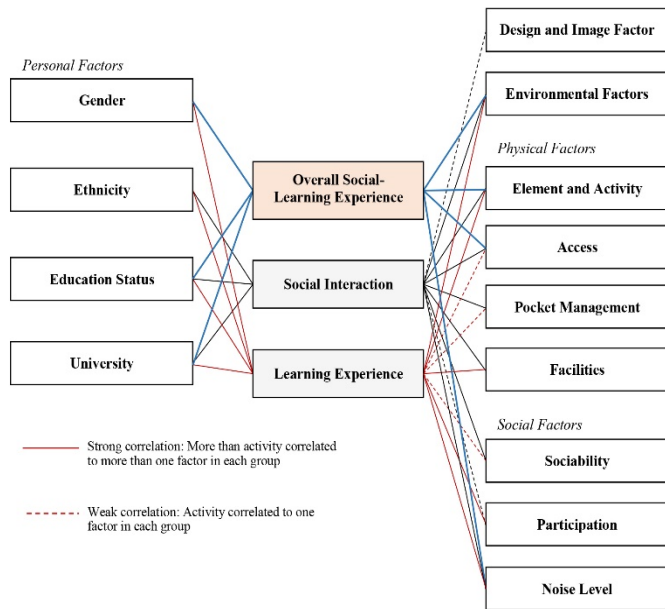 Design and Image Factor
Personal Factors
Gender
Environmental Factors
Physical Factors
Ethnicity
Overall Social-
Learning Experience
Element and Activity
Access
Education Status
Social Interaction
Pocket Management
University
Learning Experience
Facilities
Social Factors
Strong correlation: More than activity correlated
to more than one factor in each group
Sociability
Weak correlation: Activity correlated to one
factor in each group
Participation
Noise Level